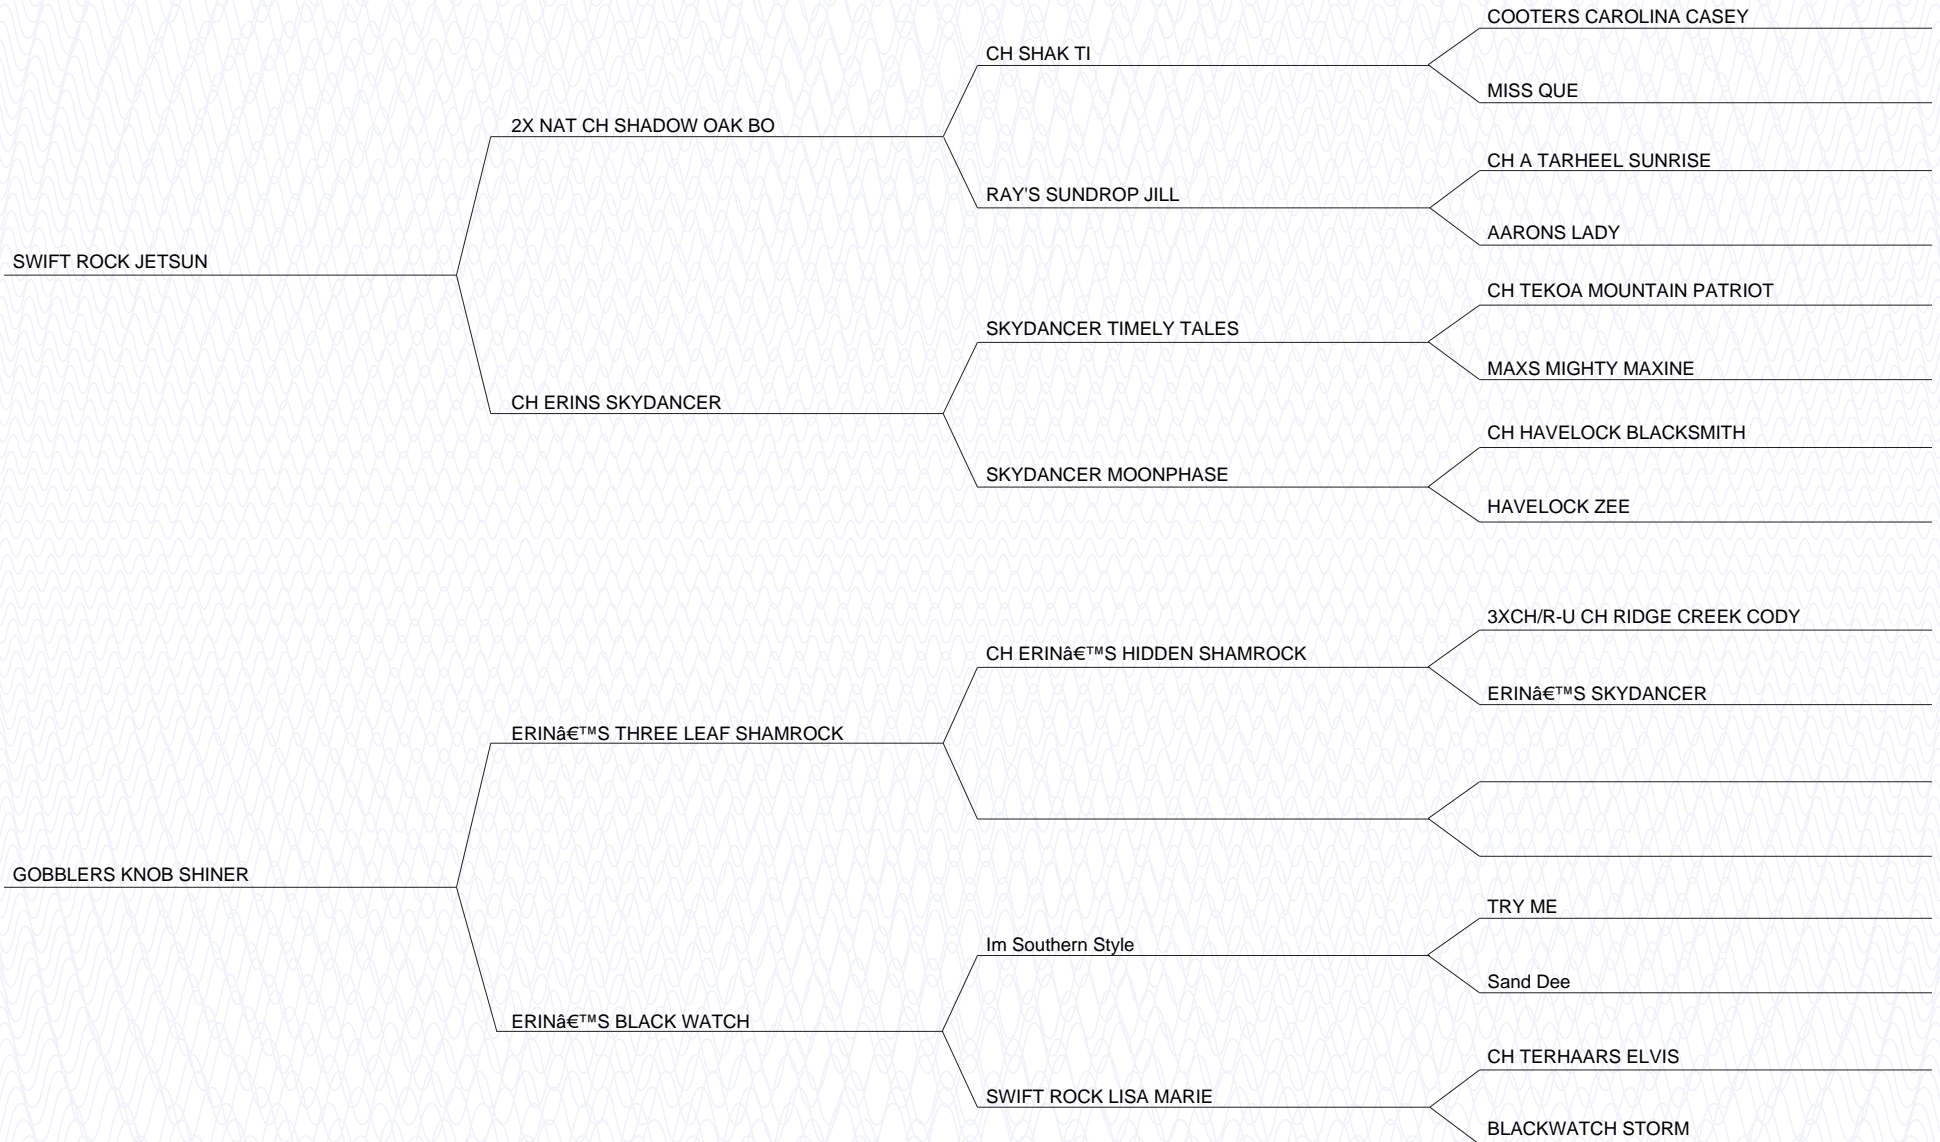 COOTERS CAROLINA CASEY
CH SHAK TI
MISS QUE
2X NAT CH SHADOW OAK BO
CH A TARHEEL SUNRISE
RAY'S SUNDROP JILL
AARONS LADY
SWIFT ROCK JETSUN
CH TEKOA MOUNTAIN PATRIOT
SKYDANCER TIMELY TALES
MAXS MIGHTY MAXINE
CH ERINS SKYDANCER
CH HAVELOCK BLACKSMITH
SKYDANCER MOONPHASE
HAVELOCK ZEE
3XCH/R-U CH RIDGE CREEK CODY
CH ERINâ€™S HIDDEN SHAMROCK
ERINâ€™S SKYDANCER
ERINâ€™S THREE LEAF SHAMROCK
GOBBLERS KNOB SHINER
TRY ME
Im Southern Style
Sand Dee
ERINâ€™S BLACK WATCH
CH TERHAARS ELVIS
SWIFT ROCK LISA MARIE
BLACKWATCH STORM